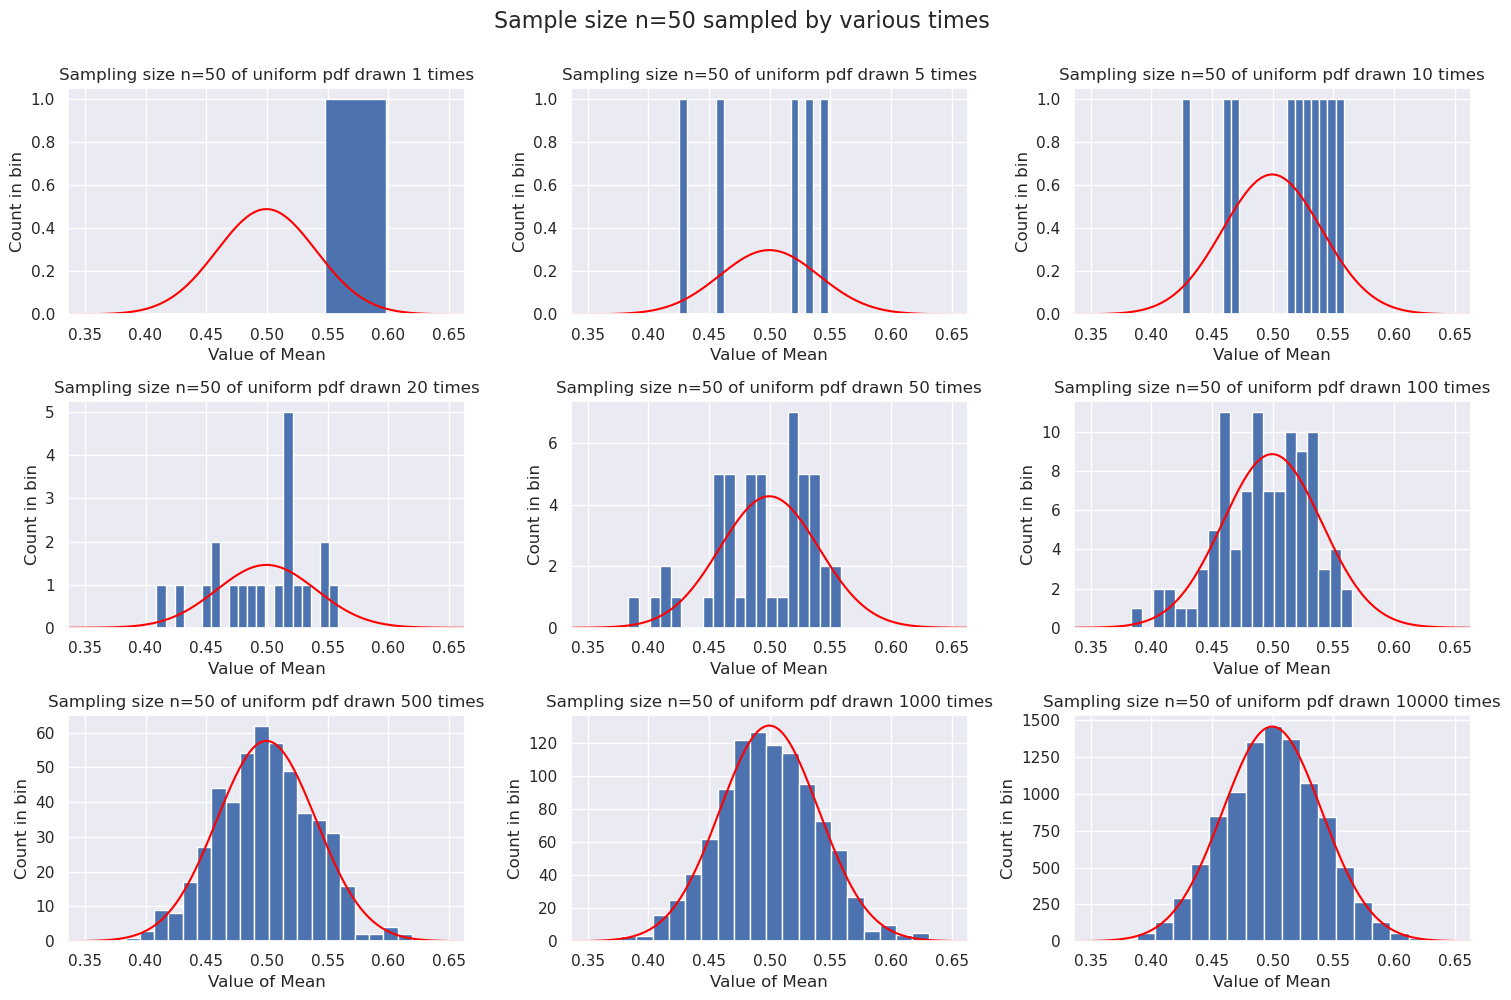 Sample size n=50 sampled by various times
Sampling size n=50 of uniform pdf drawn 1 times
Count in bin
1.0
0.8
0.6
0.4
0.2
0.0
0.35 0.40 0.45 0.50 0.55 0.60 0.65
Value of Mean
Sampling size n=50 of uniform pdf drawn 5 times
Count in bin
1.0
0.8
0.6
0.4
0.2
0.0
0.35 0.40 0.45 0.50 0.55 0.60 0.65
Value of Mean
Sampling size n=50 of uniform pdf drawn 10 times
Count in bin
1.0
0.8
0.6
0.4
0.2
0.0
0.35 0.40 0.45 0.50 0.55 0.60 0.65
Value of Mean
Sampling size n=50 of uniform pdf drawn 20 times
Count in bin
5
4
3
2
1
0
0.35 0.40 0.45 0.50 0.55 0.60 0.65
Value of Mean
Sampling size n=50 of uniform pdf drawn 50 times
Count in bin
6
4
2
0
0.35 0.40 0.45 0.50 0.55 0.60 0.65
Value of Mean
Sampling size n=50 of uniform pdf drawn 100 times
Count in bin
10
8
6
4
2
0
0.35 0.40 0.45 0.50 0.55 0.60 0.65
Value of Mean
Sampling size n=50 of uniform pdf drawn 500 times
Count in bin
60
50
40
30
20
10
0
0.35 0.40 0.45 0.50 0.55 0.60 0.65
Value of Mean
Sampling size n=50 of uniform pdf drawn 1000 times
Count in bin
120
100
80
60
40
20
0
0.35 0.40 0.45 0.50 0.55 0.60 0.65
Value of Mean
Sampling size n=50 of uniform pdf drawn 10000 times
Count in bin
1500
1250
1000
750
500
250
0
0.35 0.40 0.45 0.50 0.55 0.60 0.65
Value of Mean